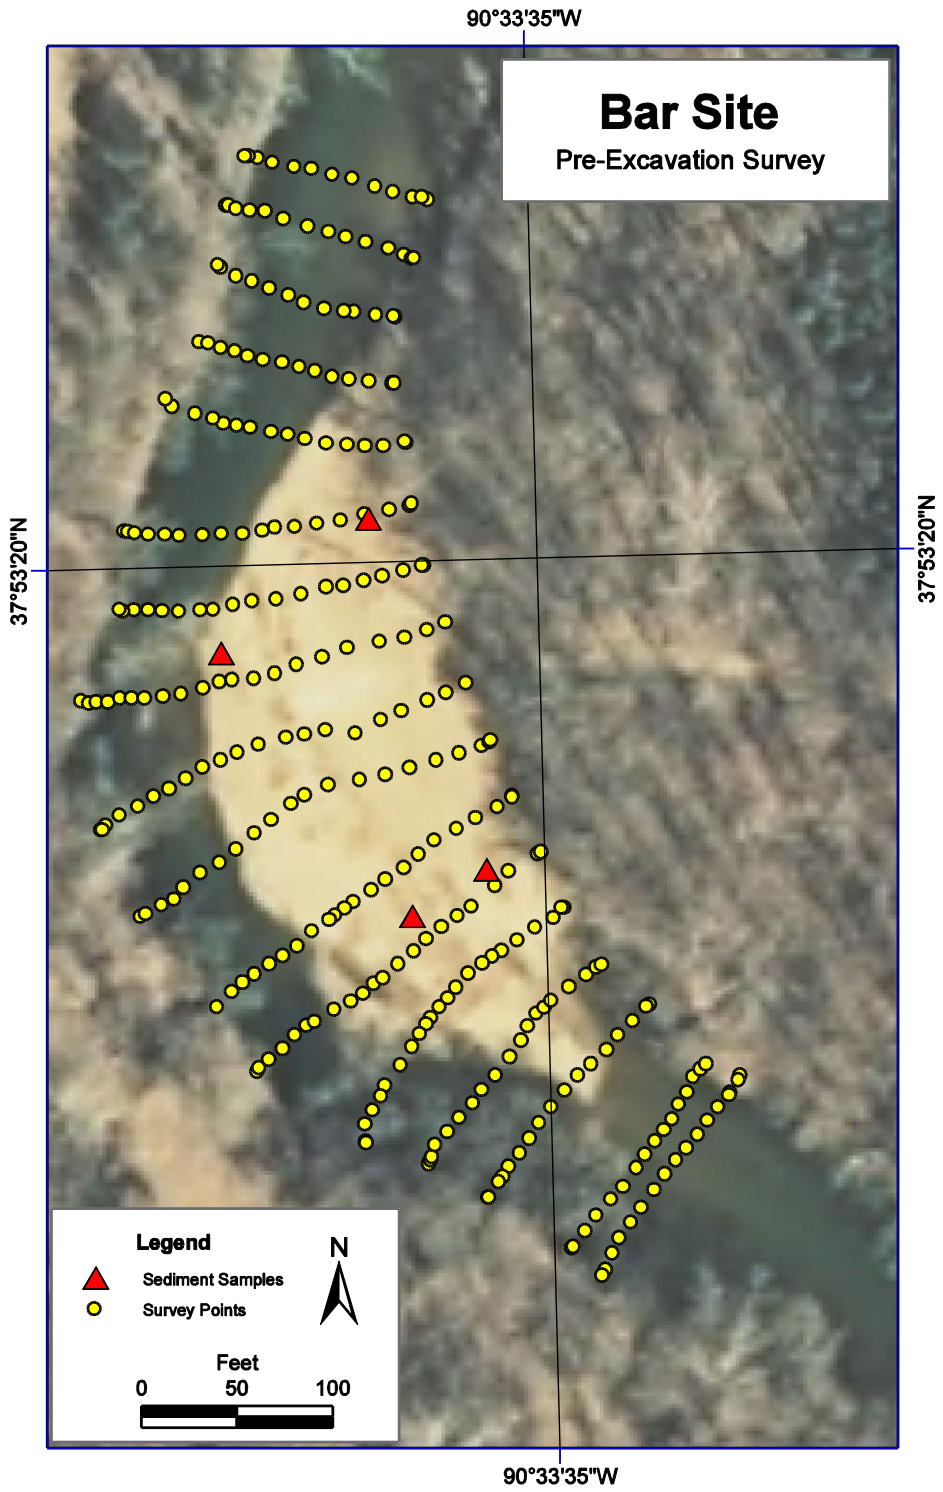 90°33'35"W
Bar Site
Pre-Excavation Survey
37°53'20"N
37°53'20"N
Legend
N
Sediment Samples
Survey Points
Feet
0 50 100
90°33'35"W